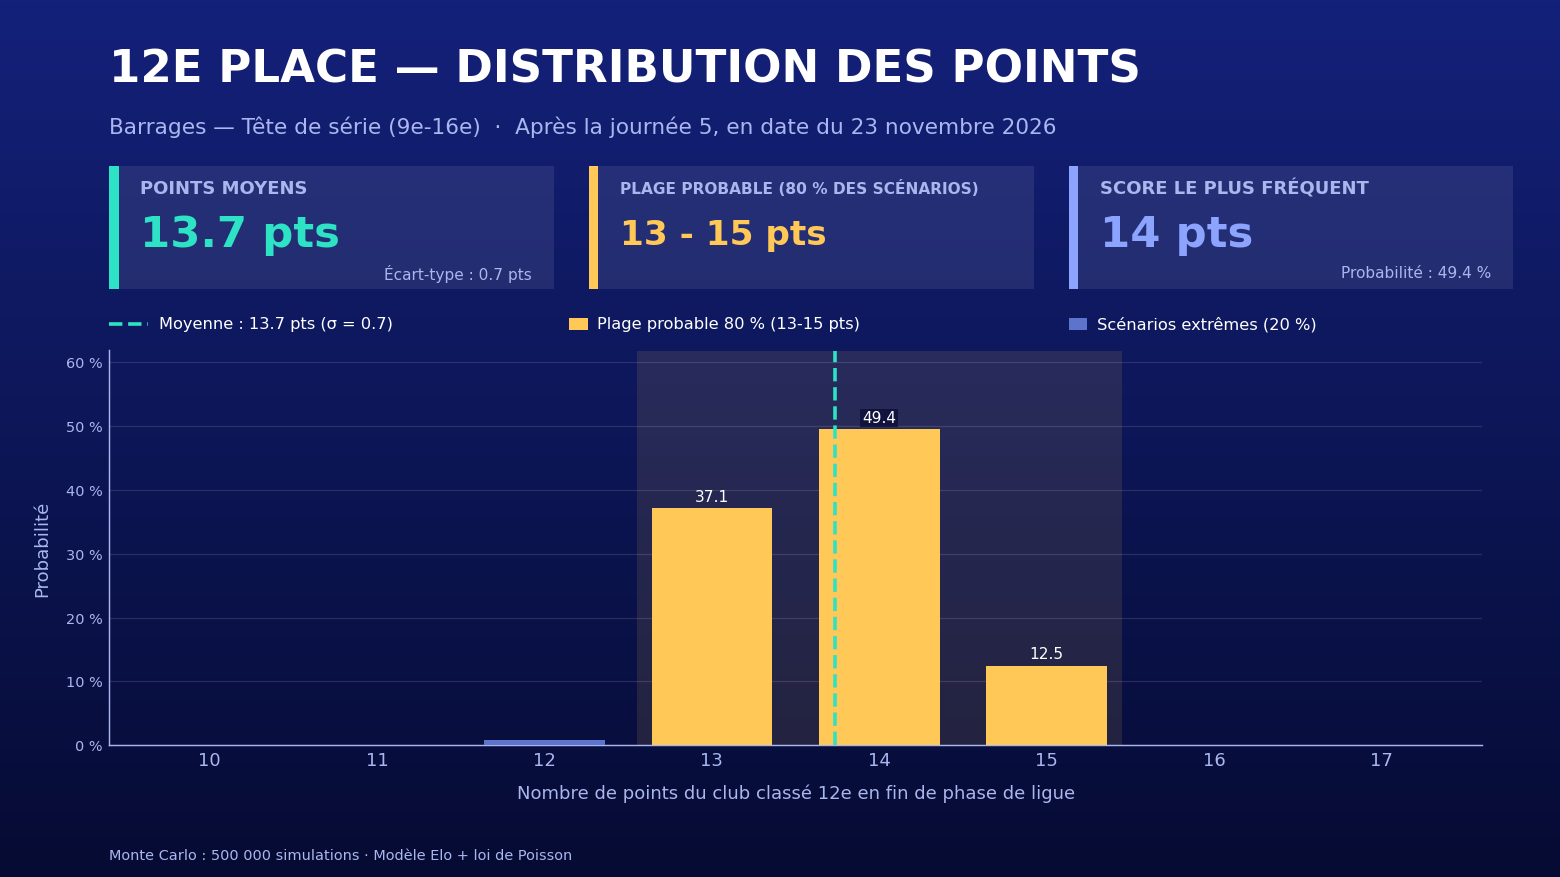 12E PLACE — DISTRIBUTION DES POINTS
Barrages — Tête de série (9e-16e) · Après la journée 5, en date du 23 novembre 2026
POINTS MOYENS
13.7 pts
Écart-type : 0.7 pts
PLAGE PROBABLE (80 % DES SCÉNARIOS)
13 - 15 pts
SCORE LE PLUS FRÉQUENT
14 pts
Probabilité : 49.4 %
Moyenne : 13.7 pts (σ = 0.7)
Plage probable 80 % (13-15 pts)
Scénarios extrêmes (20 %)
Probabilité
60 %
50 %
40 %
30 %
20 %
10 %
0 %
37.1
49.4
12.5
10 11 12 13 14 15 16 17
Nombre de points du club classé 12e en fin de phase de ligue
Monte Carlo : 500 000 simulations · Modèle Elo + loi de Poisson